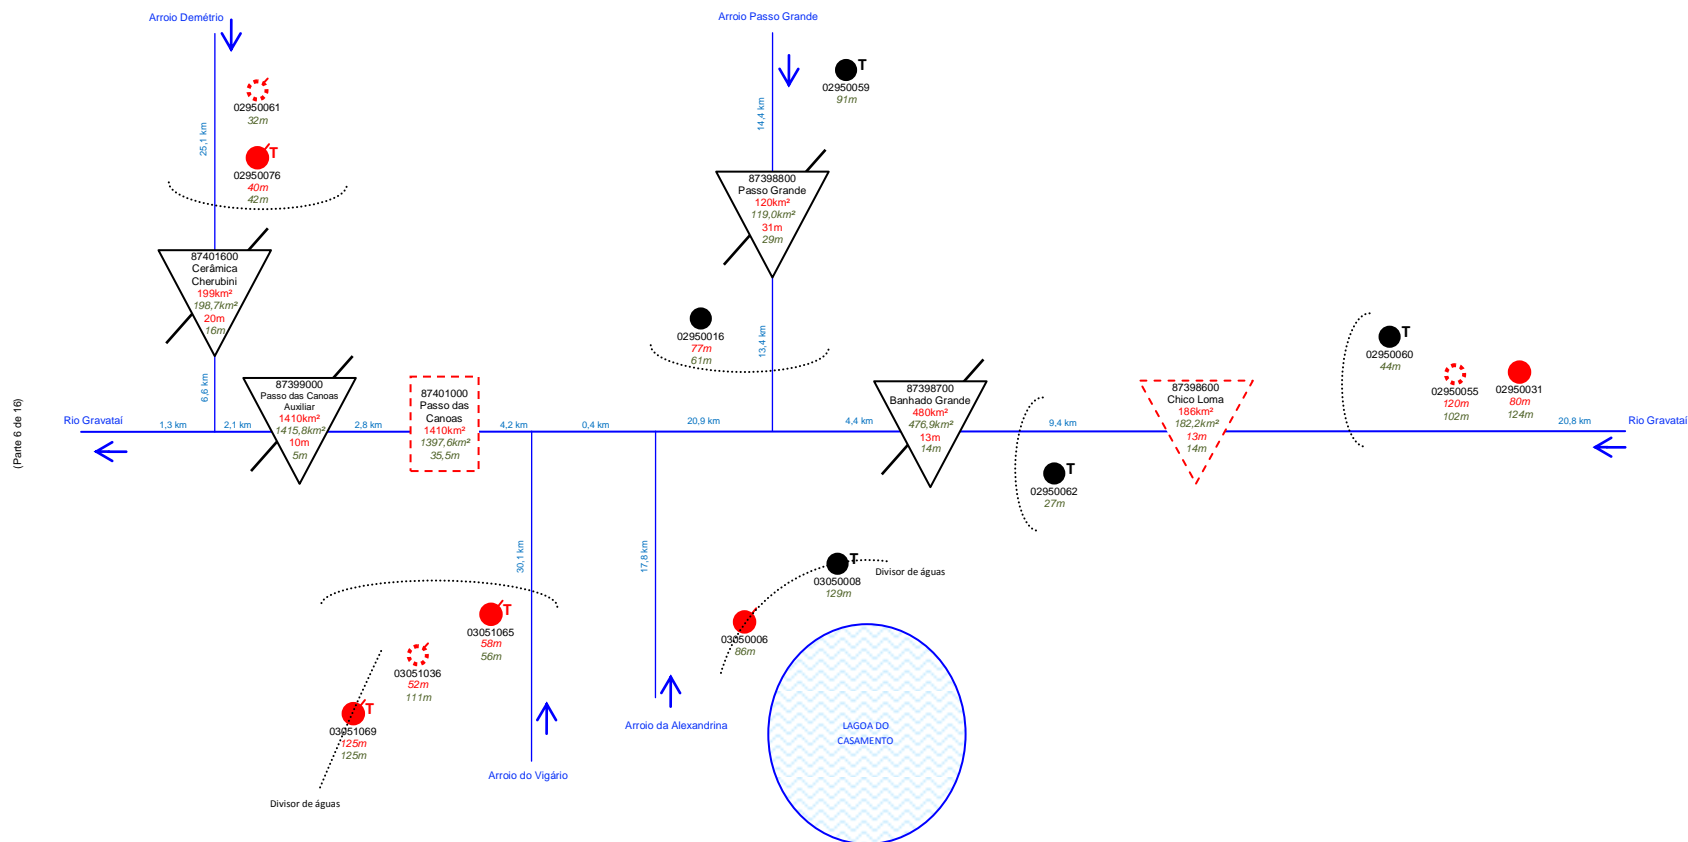 Arroio Demétrio
Arroio Passo Grande
02950061
32m
T
02950076
40m
42m
25,1 km
T
02950059
91m
14,4 km
87398800
Passo Grande
120km²
119,0km²
31m
29m
87401600
Cerâmica
Cherubini
199km²
198,7km²
20m
16m
02950016
77m
61m
13,4 km
T
02950060
44m
02950055
120m
102m
02950031
80m
124m
6,6 km
87399000
Passo das Canoas
Auxiliar
1410km²
1415,8km²
10m
5m
87401000
Passo das
Canoas
1410km²
1397,6m²
35,5m
87398700
Banhado Grande
480km²
476,9km²
13m
14m
87398600
Chico Loma
186km²
182,2km²
13m
14m
Rio Gravataí
1,3 km
2,1 km
2,8 km
4,2 km
0,4 km
20,9 km
4,4 km
9,4 km
20,8 km
Rio Gravataí
(Parte 6 de 16)
T
02950062
27m
30,1 km
17,8 km
T
03050008
129m
Divisor de águas
03050006
86m
T
03051065
58m
56m
03051036
52m
111m
T
03051069
125m
125m
Divisor de águas
Arroio da Alexandrina
Arroio do Vigário
LAGOA DO
CASAMENTO